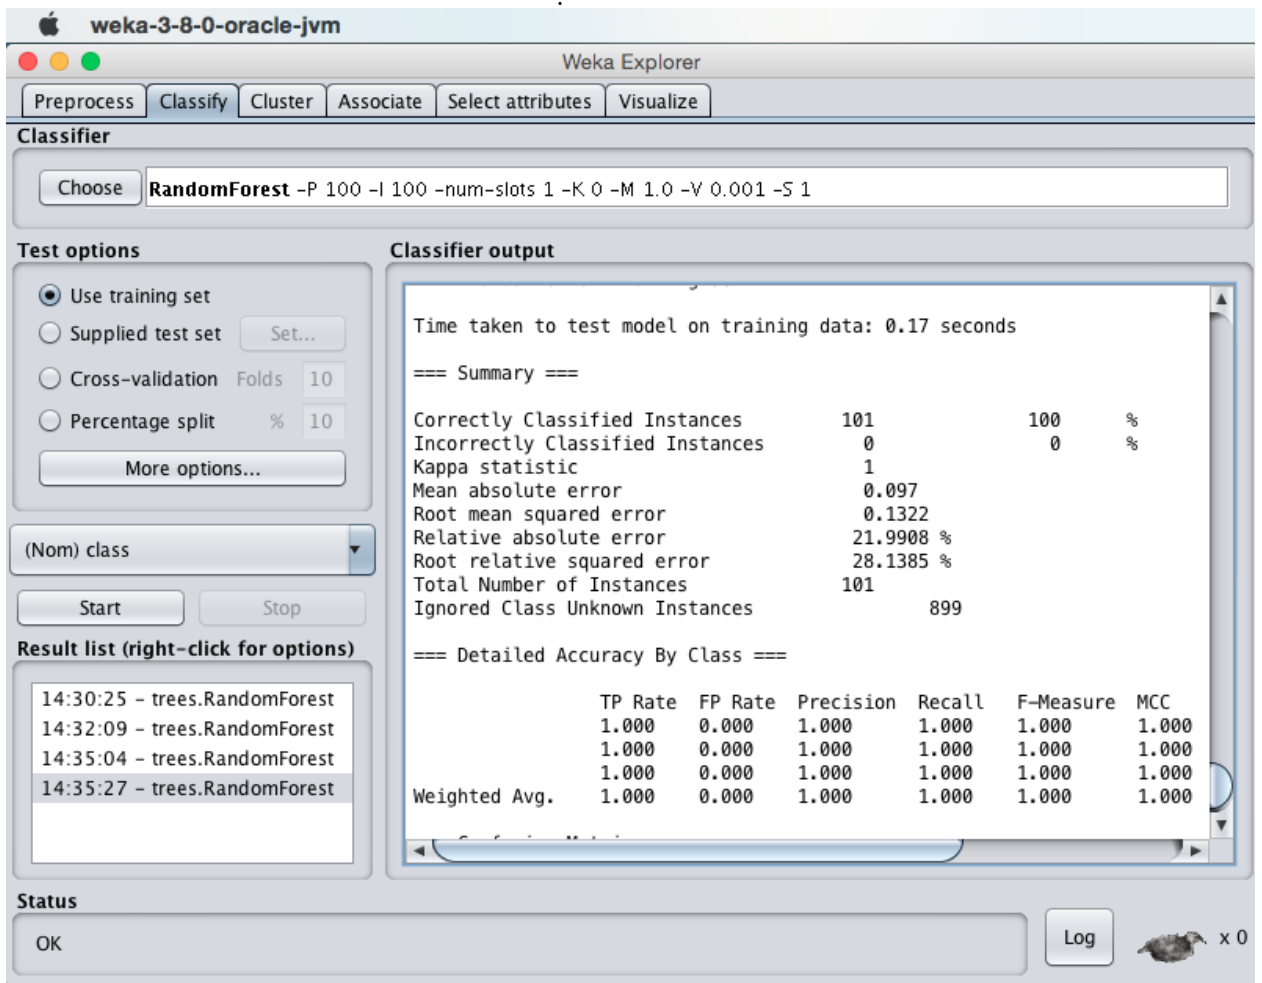 weka-3-8-0-oracle-jvm
Weka Explorer
Preprocess Classify Cluster Associate Select attributes Visualize
Classifier
Choose RandomForest -P 100 -I 100 -num-slots 1 -K 0 -M 1.0 -V 0.001 -S 1
Test options
Use training set
Supplied test set Set...
Cross-validation Folds 10
Percentage split % 10
More options...
(Nom) class
Start Stop
Result list (right-click for options)
14:30:25 - trees.RandomForest
14:32:09 - trees.RandomForest
14:35:04 - trees.RandomForest
14:35:27 - trees.RandomForest
Classifier output
Time taken to test model on training data: 0.17 seconds
=== Summary ===
Correctly Classified Instances 101 100 %
Incorrectly Classified Instances 0 0 %
Kappa statistic 1
Mean absolute error 0.097
Root mean squared error 0.1322
Relative absolute error 21.9908 %
Root relative squared error 28.1385 %
Total Number of Instances 101
Ignored Class Unknown Instances 899
=== Detailed Accuracy By Class ===
TP Rate FP Rate Precision Recall F-Measure MCC
1.000 0.000 1.000 1.000 1.000 1.000
1.000 0.000 1.000 1.000 1.000 1.000
1.000 0.000 1.000 1.000 1.000 1.000
Weighted Avg. 1.000 0.000 1.000 1.000 1.000 1.000
Status
OK
Log
x 0